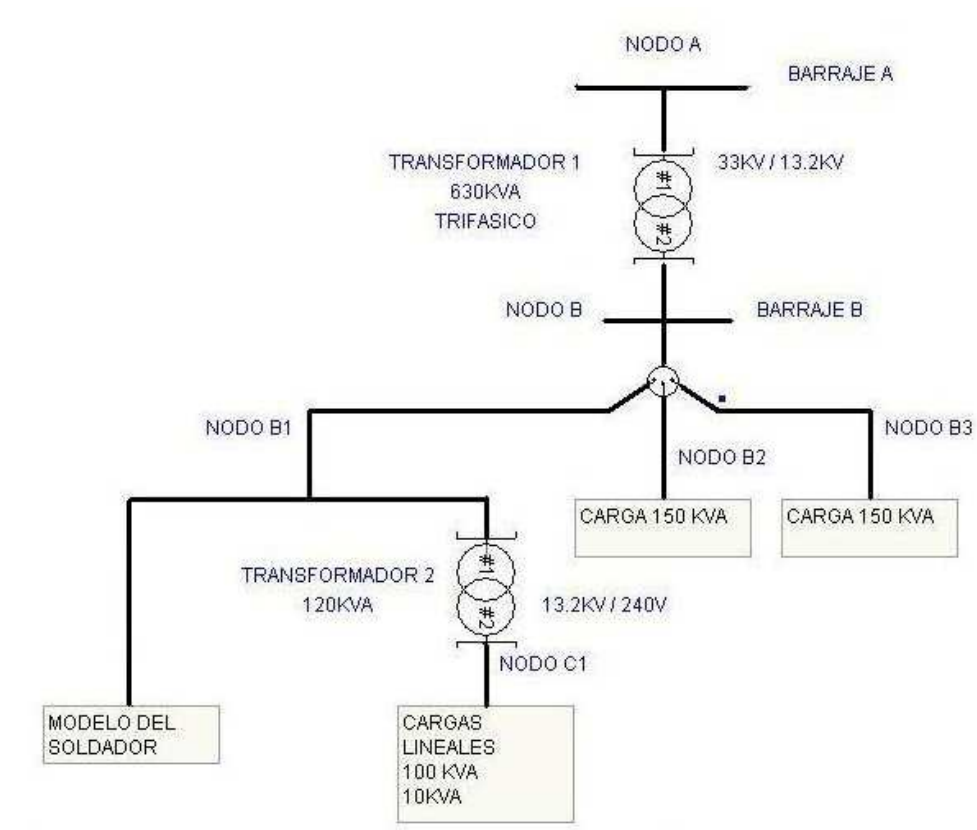 NODO A
BARRAJE A
TRANSFORMADOR 1
630KVA
TRIFASICO
#1
#2
33KV / 13.2KV
NODO B
BARRAJE B
NODO B1
NODO B2
NODO B3
CARGA 150 KVA
CARGA 150 KVA
TRANSFORMADOR 2
120KVA
#1
#2
13.2KV / 240V
NODO C1
MODELO DEL
SOLDADOR
CARGAS
LINEALES
100 KVA
10KVA